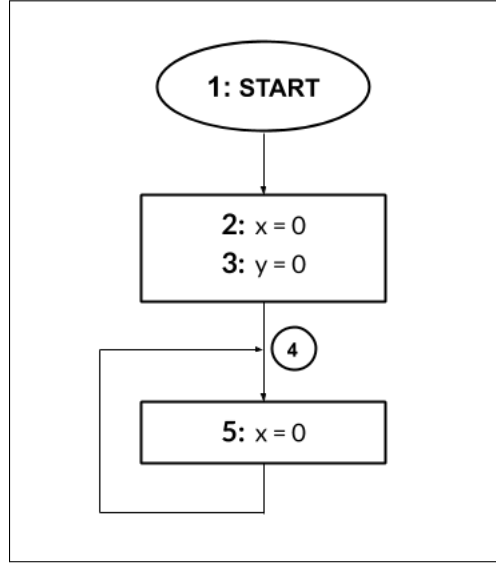 1: START
2: x = 0
3: y = 0
4
5: x = 0